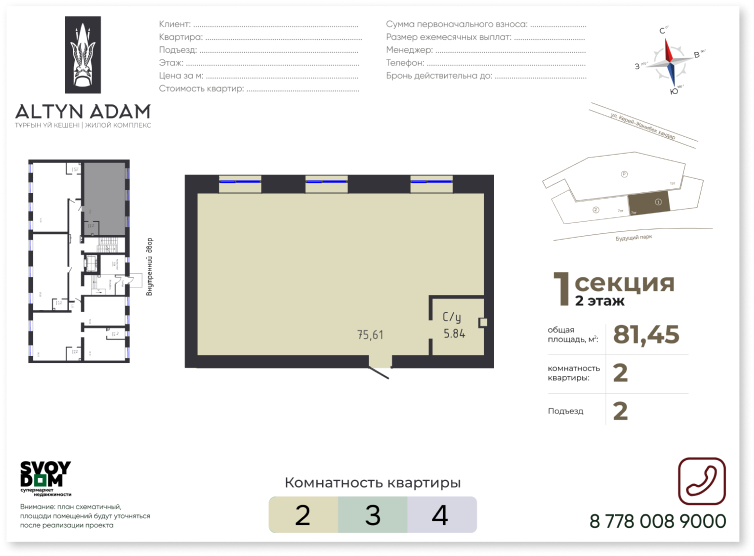 ALTYN ADAM
ТҰРҒЫН ҮЙ КЕШЕНІ | ЖИЛОЙ КОМПЛЕКС
Клиент:
Квартира:
Подъезд:
Этаж:
Цена за м:
Стоимость квартир:
Сумма первоначального взноса:
Размер ежемесячных выплат:
Менеджер:
Телефон:
Бронь действительна до:
С
З
В
Ю
ул. Керей-Жанибек хандар
Будущий парк
Внутренний двор
75,61
С/у
5.84
1 секция
2 этаж
общая
площадь, м²:
81,45
комнатность
квартиры:
2
Подъезд
2
SVOY
DOM
супермаркет
недвижимости
Внимание: план схематичный,
площади помещений будут уточняться
после реализации проекта
Комнатность квартиры
2 3 4
8 778 008 9000